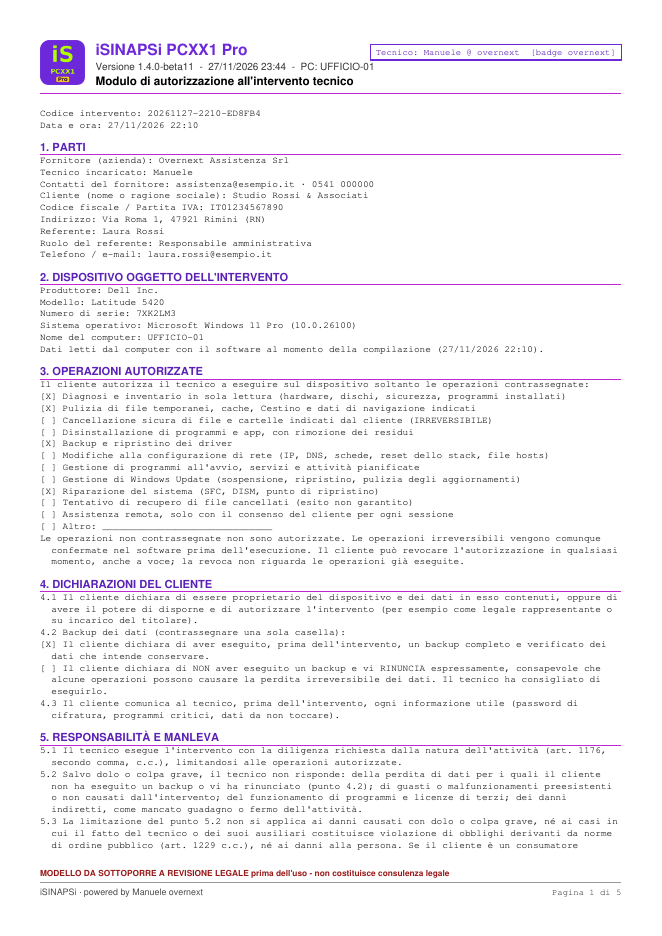 iS
PCXX1
Pro
iSINAPSi PCXX1 Pro
Tecnico: Manuele @ overnext [badge overnext]
Versione 1.4.0-beta11 - 27/11/2026 23:44 - PC: UFFICIO-01
Modulo di autorizzazione all'intervento tecnico
Codice intervento: 20261127-2210-ED8FB4
Data e ora: 27/11/2026 22:10
1. PARTI
Fornitore (azienda): Overnext Assistenza Srl
Tecnico incaricato: Manuele
Contatti del fornitore: assistenza@esempio.it · 0541 000000
Cliente (nome o ragione sociale): Studio Rossi & Associati
Codice fiscale / Partita IVA: IT01234567890
Indirizzo: Via Roma 1, 47921 Rimini (RN)
Referente: Laura Rossi
Ruolo del referente: Responsabile amministrativa
Telefono / e-mail: laura.rossi@esempio.it
2. DISPOSITIVO OGGETTO DELL'INTERVENTO
Produttore: Dell Inc.
Modello: Latitude 5420
Numero di serie: 7XK2LM3
Sistema operativo: Microsoft Windows 11 Pro (10.0.26100)
Nome del computer: UFFICIO-01
Dati letti dal computer con il software al momento della compilazione (27/11/2026 22:10).
3. OPERAZIONI AUTORIZZATE
Il cliente autorizza il tecnico a eseguire sul dispositivo soltanto le operazioni contrassegnate:
[X] Diagnosi e inventario in sola lettura (hardware, dischi, sicurezza, programmi installati)
[X] Pulizia di file temporanei, cache, Cestino e dati di navigazione indicati
[ ] Cancellazione sicura di file e cartelle indicati dal cliente (IRREVERSIBILE)
[ ] Disinstallazione di programmi e app, con rimozione dei residui
[X] Backup e ripristino dei driver
[ ] Modifiche alla configurazione di rete (IP, DNS, schede, reset dello stack, file hosts)
[ ] Gestione di programmi all'avvio, servizi e attività pianificate
[ ] Gestione di Windows Update (sospensione, ripristino, pulizia degli aggiornamenti)
[X] Riparazione del sistema (SFC, DISM, punto di ripristino)
[ ] Tentativo di recupero di file cancellati (esito non garantito)
[ ] Assistenza remota, solo con il consenso del cliente per ogni sessione
[ ] Altro: ______________________________
Le operazioni non contrassegnate non sono autorizzate. Le operazioni irreversibili vengono comunque
confermate nel software prima dell'esecuzione. Il cliente può revocare l'autorizzazione in qualsiasi
momento, anche a voce; la revoca non riguarda le operazioni già eseguite.
4. DICHIARAZIONI DEL CLIENTE
4.1 Il cliente dichiara di essere proprietario del dispositivo e dei dati in esso contenuti, oppure di
avere il potere di disporne e di autorizzare l'intervento (per esempio come legale rappresentante o
su incarico del titolare).
4.2 Backup dei dati (contrassegnare una sola casella):
[X] Il cliente dichiara di aver eseguito, prima dell'intervento, un backup completo e verificato dei
dati che intende conservare.
[ ] Il cliente dichiara di NON aver eseguito un backup e vi RINUNCIA espressamente, consapevole che
alcune operazioni possono causare la perdita irreversibile dei dati. Il tecnico ha consigliato di
eseguirlo.
4.3 Il cliente comunica al tecnico, prima dell'intervento, ogni informazione utile (password di
cifratura, programmi critici, dati da non toccare).
5. RESPONSABILITÀ E MANLEVA
5.1 Il tecnico esegue l'intervento con la diligenza richiesta dalla natura dell'attività (art. 1176,
secondo comma, c.c.), limitandosi alle operazioni autorizzate.
5.2 Salvo dolo o colpa grave, il tecnico non risponde: della perdita di dati per i quali il cliente
non ha eseguito un backup o vi ha rinunciato (punto 4.2); di guasti o malfunzionamenti preesistenti
o non causati dall'intervento; del funzionamento di programmi e licenze di terzi; dei danni
indiretti, come mancato guadagno o fermo dell'attività.
5.3 La limitazione del punto 5.2 non si applica ai danni causati con dolo o colpa grave, né ai casi in
cui il fatto del tecnico o dei suoi ausiliari costituisce violazione di obblighi derivanti da norme
di ordine pubblico (art. 1229 c.c.), né ai danni alla persona. Se il cliente è un consumatore
MODELLO DA SOTTOPORRE A REVISIONE LEGALE prima dell'uso - non costituisce consulenza legale
iSINAPSi · powered by Manuele overnext
Pagina 1 di 5